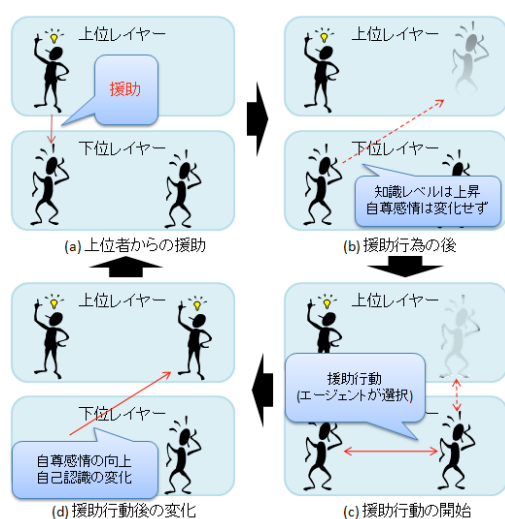 上位レイヤー
援助
下位レイヤー
(a) 上位者からの援助
上位レイヤー
下位レイヤー
知識レベルは上昇
自尊感情は変化せず
(b) 援助行為の後
上位レイヤー
援助行動
(エージェントが選択)
(c) 援助行動の開始
上位レイヤー
下位レイヤー
自尊感情の向上
自己認識の変化
(d) 援助行動後の変化